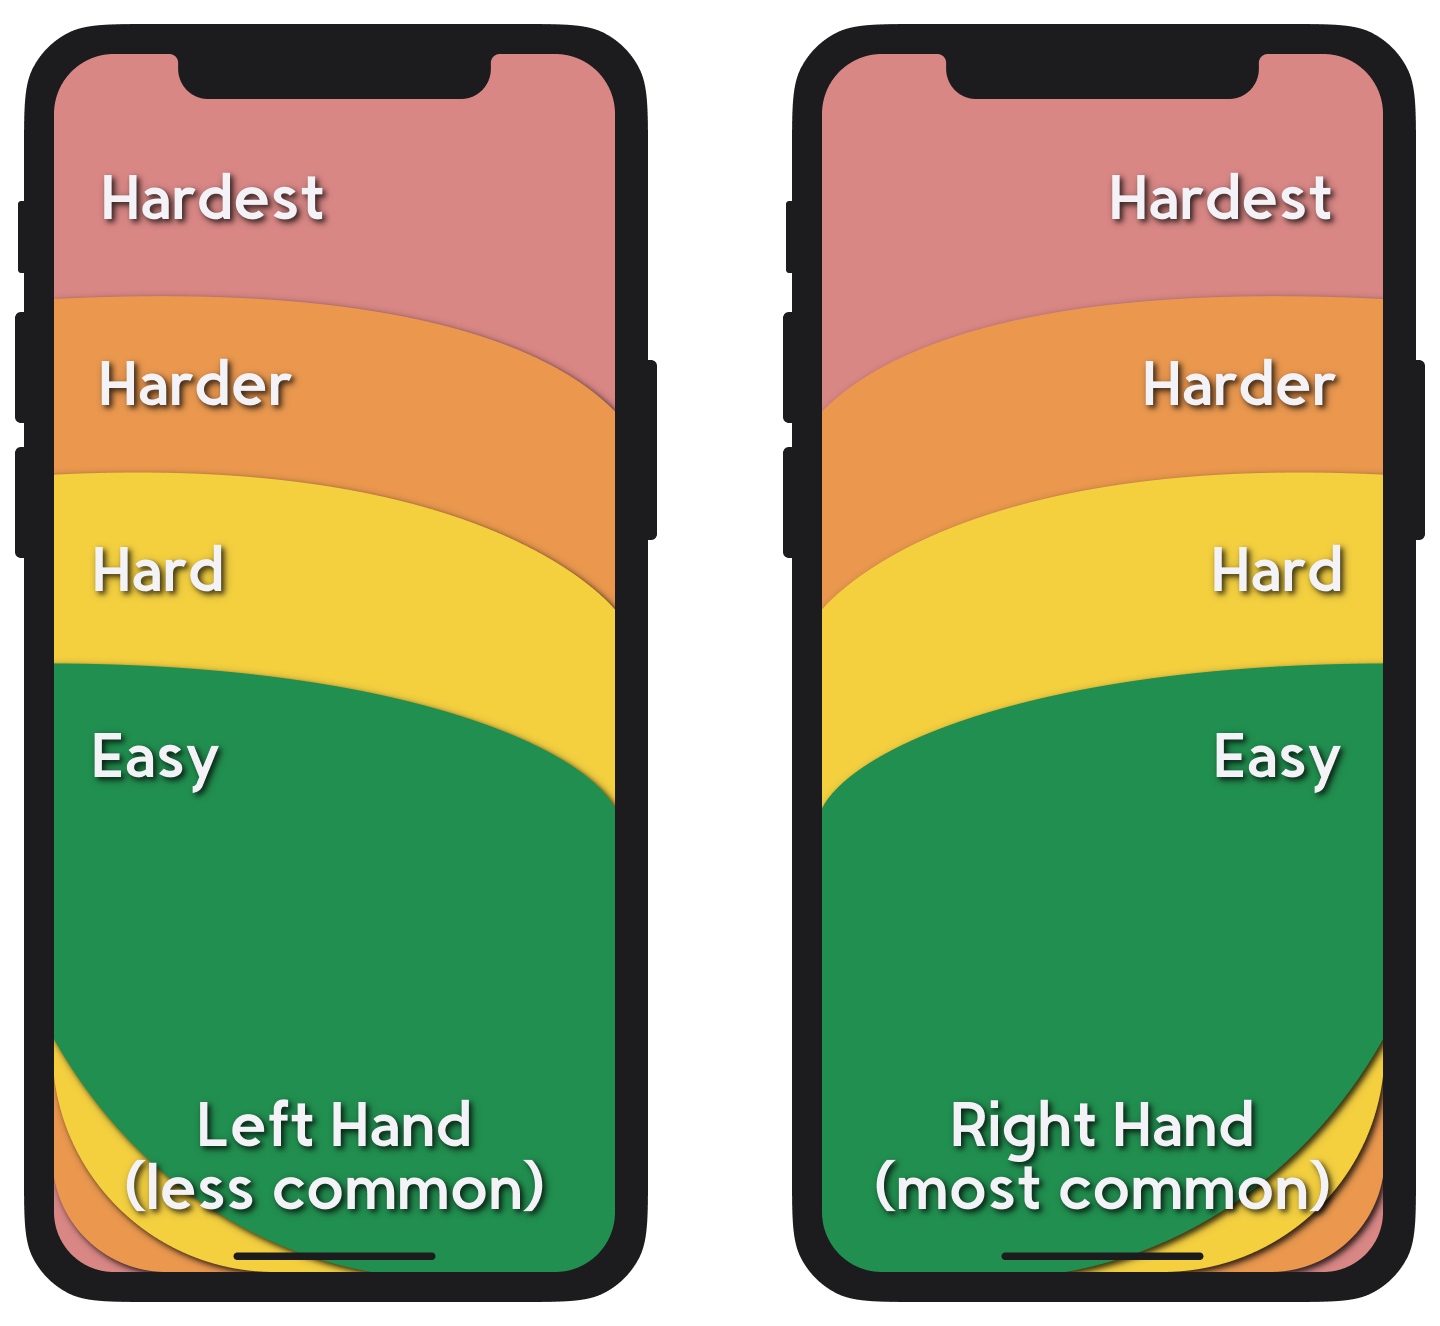 Hardest
Harder
Hard
Easy
Left Hand
(less common)
Hardest
Harder
Hard
Easy
Right Hand
(most common)